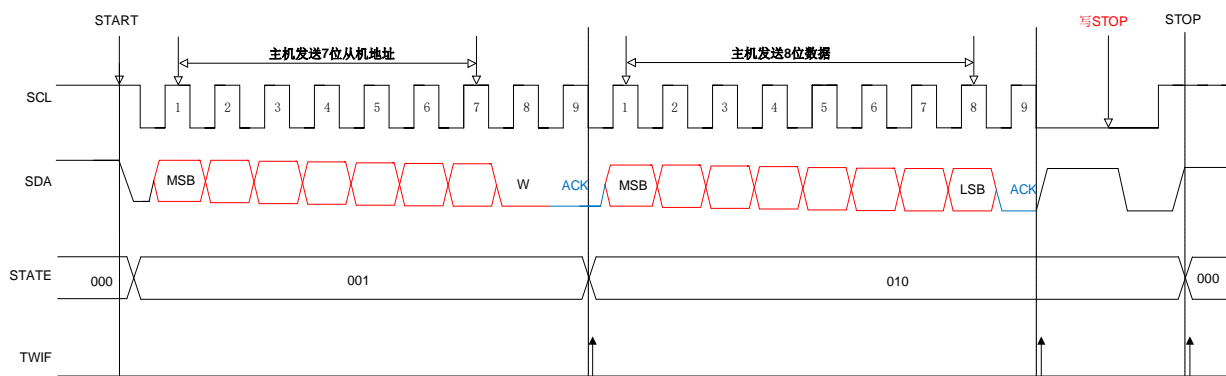 START
写STOP
STOP
主机发送7位从机地址
主机发送8位数据
SCL
1 2 3 4 5 6 7 8 9 1 2 3 4 5 6 7 8 9
SDA
MSB W ACK MSB LSB ACK
STATE
000 001 010 000
TWIF